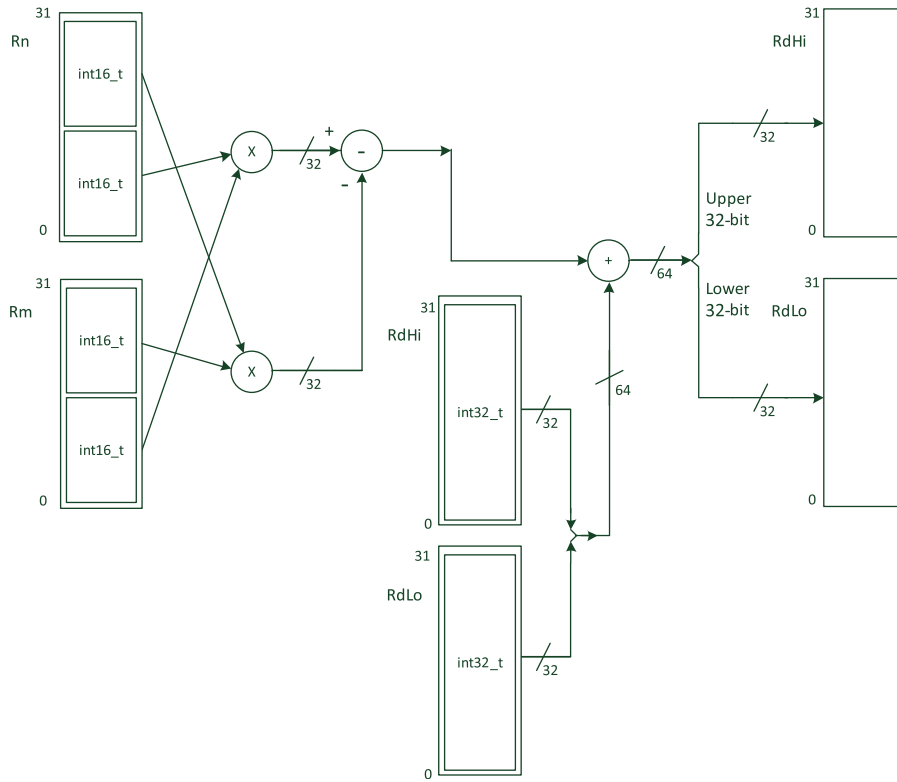 31
Rn
int16_t
int16_t
0
31
Rm
int16_t
int16_t
0
X
32
+
-
-
X
32
31
RdHi
int32_t
32
0
31
RdLo
int32_t
32
0
64
+
64
Upper
32-bit
Lower
32-bit
32
31
RdHi
0
32
31
RdLo
0